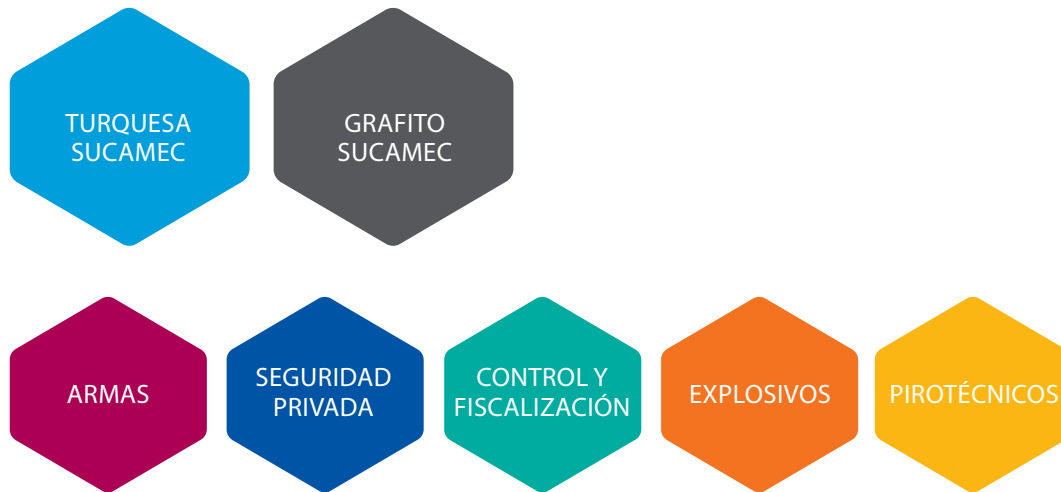 TURQUESA
SUCAMEC
GRAFITO
SUCAMEC
ARMAS
SEGURIDAD
PRIVADA
CONTROL Y
FISCALIZACIÓN
EXPLOSIVOS
PIROTÉCNICOS